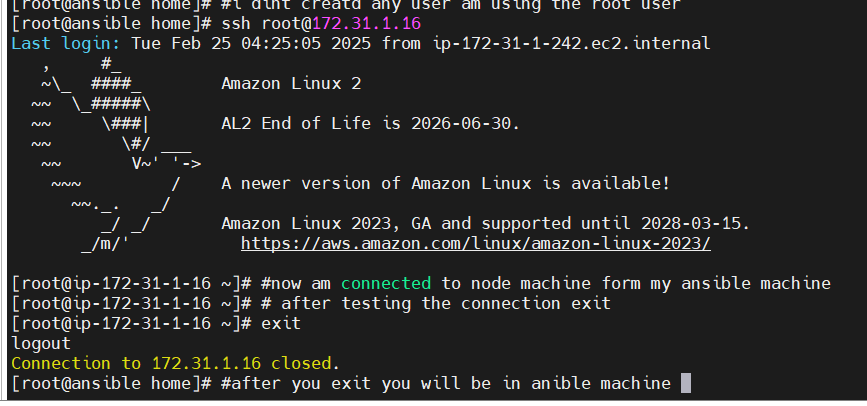 [root@ansible home]# #i dint creatd any user am using the root user
[root@ansible home]# ssh root@172.31.1.16
Last login: Tue Feb 25 04:25:05 2025 from ip-172-31-1-242.ec2.internal
   ,     #_
   ~\_  ####_        Amazon Linux 2
  ~~  \_#####\
  ~~     \###|       AL2 End of Life is 2026-06-30.
  ~~       \#/ ___
   ~~       V~' '->
    ~~~         /    A newer version of Amazon Linux is available!
      ~~._.   _/
         _/ _/       Amazon Linux 2023, GA and supported until 2028-03-15.
       _/m/'           https://aws.amazon.com/linux/amazon-linux-2023/
[root@ip-172-31-1-16 ~]# #now am connected to node machine form my ansible machine
[root@ip-172-31-1-16 ~]# # after testing the connection exit
[root@ip-172-31-1-16 ~]# exit
logout
Connection to 172.31.1.16 closed.
[root@ansible home]# #after you exit you will be in anible machine